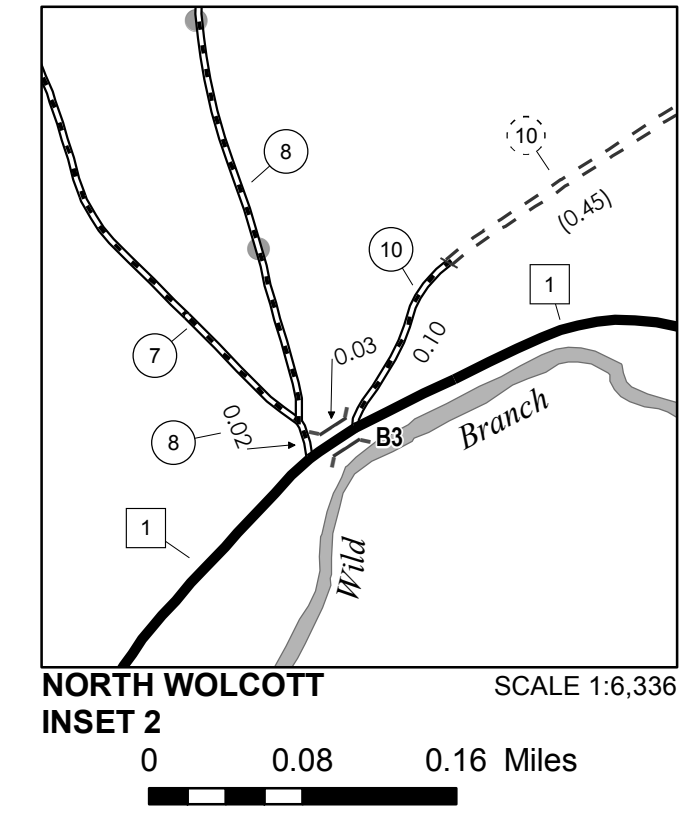 10
8
(0.45)
10
1
0.03
0.10
7
0.02
8
B3
Branch
1
Wild
NORTH WOLCOTT
SCALE 1:6,336
INSET 2
0 0.08 0.16 Miles